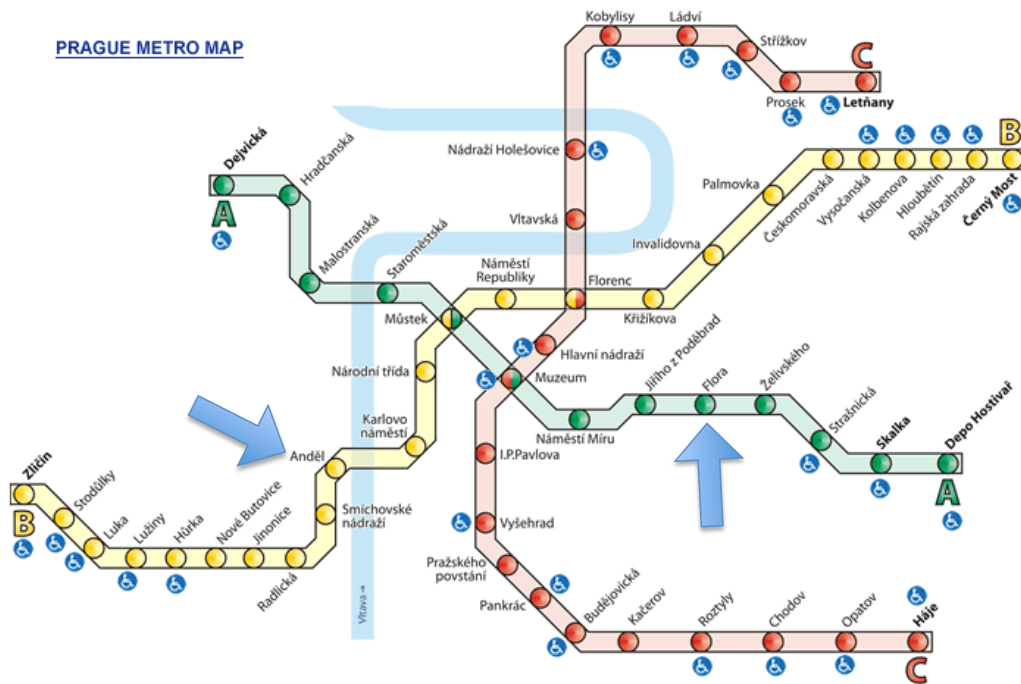 PRAGUE METRO MAP
Kobylisy
Ládví
Střížkov
C
Prosek
Letňany
Dejvická
Hradčanská
A
Malostranská
Staroměstská
Nádraží Holešovice
Vltavská
Palmovka
Českomoravská
Vysočanská
Kolbenova
Hloubětín
Rajská zahrada
B
Černý Most
Invalidovna
Náměstí
Republiky
Florenc
Křižíkova
Můstek
Hlavní nádraží
Muzeum
Národní třída
Karlovo
náměstí
Anděl
Jiřího z Poděbrad
Flora
Želivského
Strašnická
Skalka
Depo Hostivař
A
Náměstí Míru
I.P.Pavlova
Zličín
B
Stodůlky
Luka
Lužiny
Hůrka
Nové Butovice
Jinonice
Radlická
Smíchovské
nádraží
Vyšehrad
Pražského
povstání
Pankrác
Vltava →
Budějovická
Kačerov
Roztyly
Chodov
Opatov
Háje
C